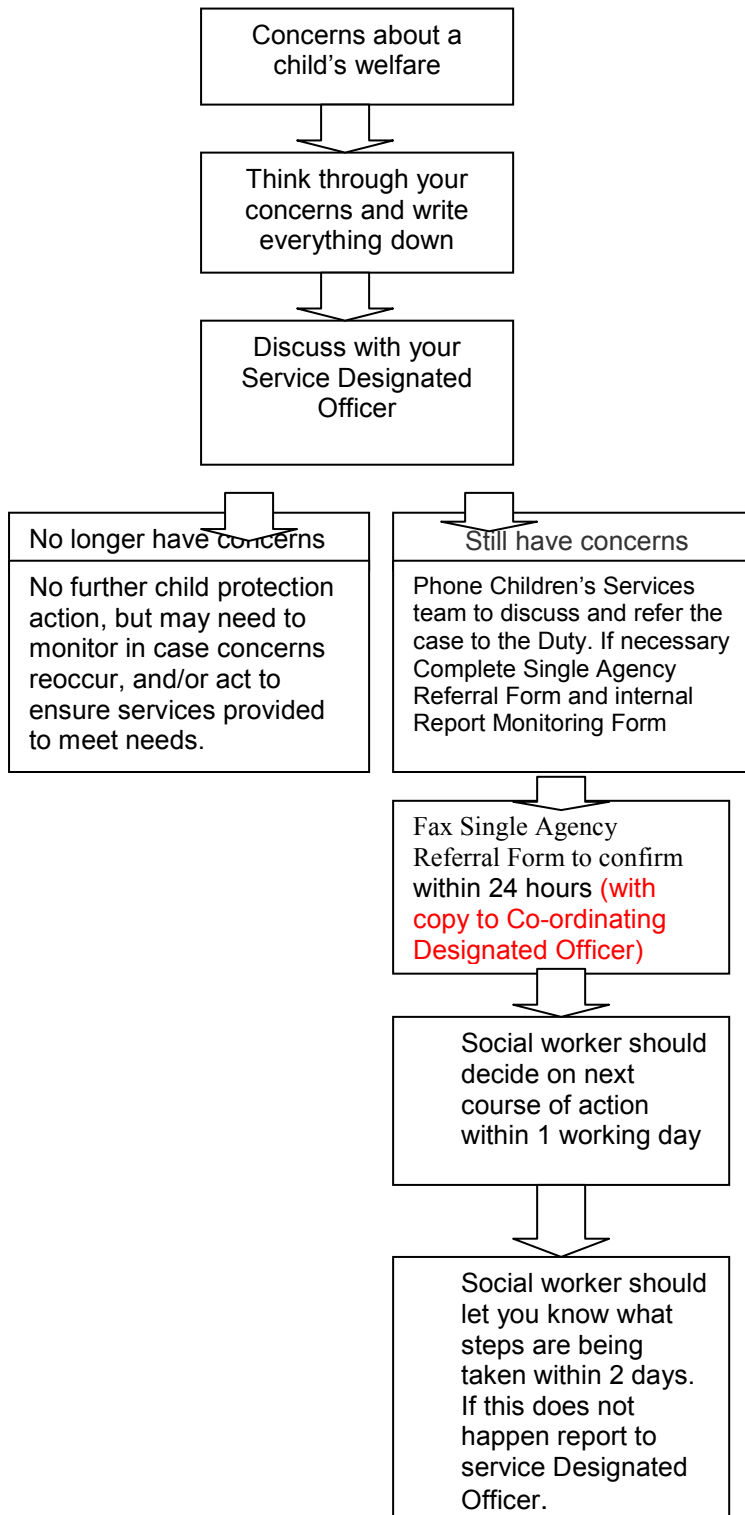 Concerns about a
child’s welfare
Think through your
concerns and write
everything down
Discuss with your
Service Designated
Officer
No longer have concerns
No further child protection
action, but may need to
monitor in case concerns
reoccur, and/or act to
ensure services provided
to meet needs.
Still have concerns
Phone Children’s Services
team to discuss and refer the
case to the Duty. If necessary
Complete Single Agency
Referral Form and internal
Report Monitoring Form
Fax Single Agency
Referral Form to confirm
within 24 hours (with
copy to Co-ordinating
Designated Officer)
Social worker should
decide on next
course of action
within 1 working day
Social worker should
let you know what
steps are being
taken within 2 days.
If this does not
happen report to
service Designated
Officer.